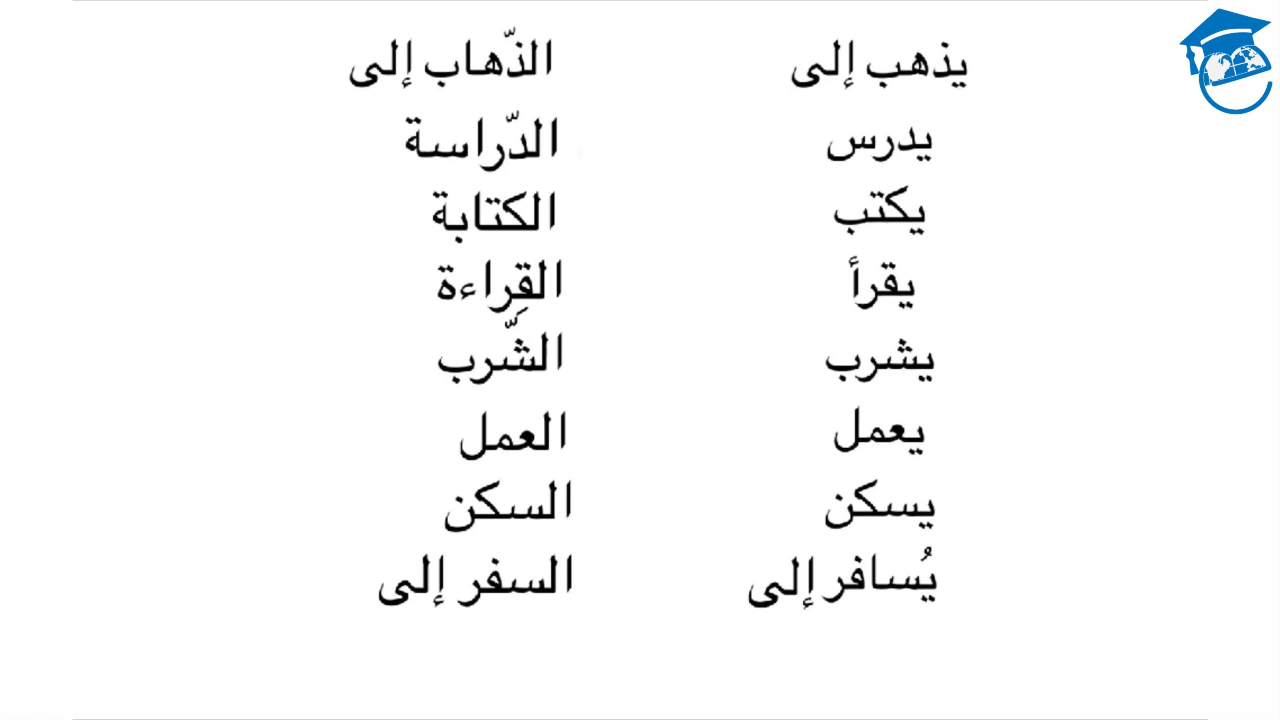 يذهب إلى الذّهاب إلى
يدرس الدّراسة
يكتب الكتابة
يقرأ القِراءة
يشرب الشّرب
يعمل العمل
يسكن السكن
يُسافر إلى السفر إلى